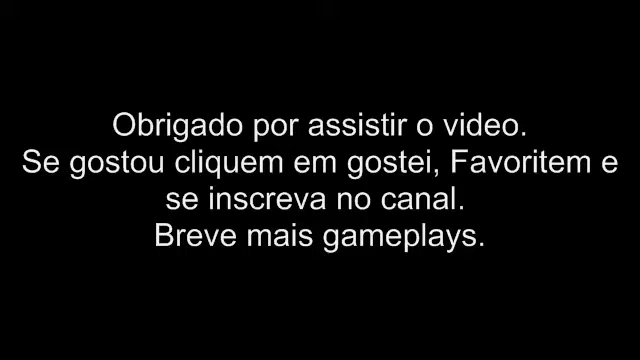 Obrigado por assistir o video.
Se gostou cliquem em gostei, Favoritem e
se inscreva no canal.
Breve mais gameplays.